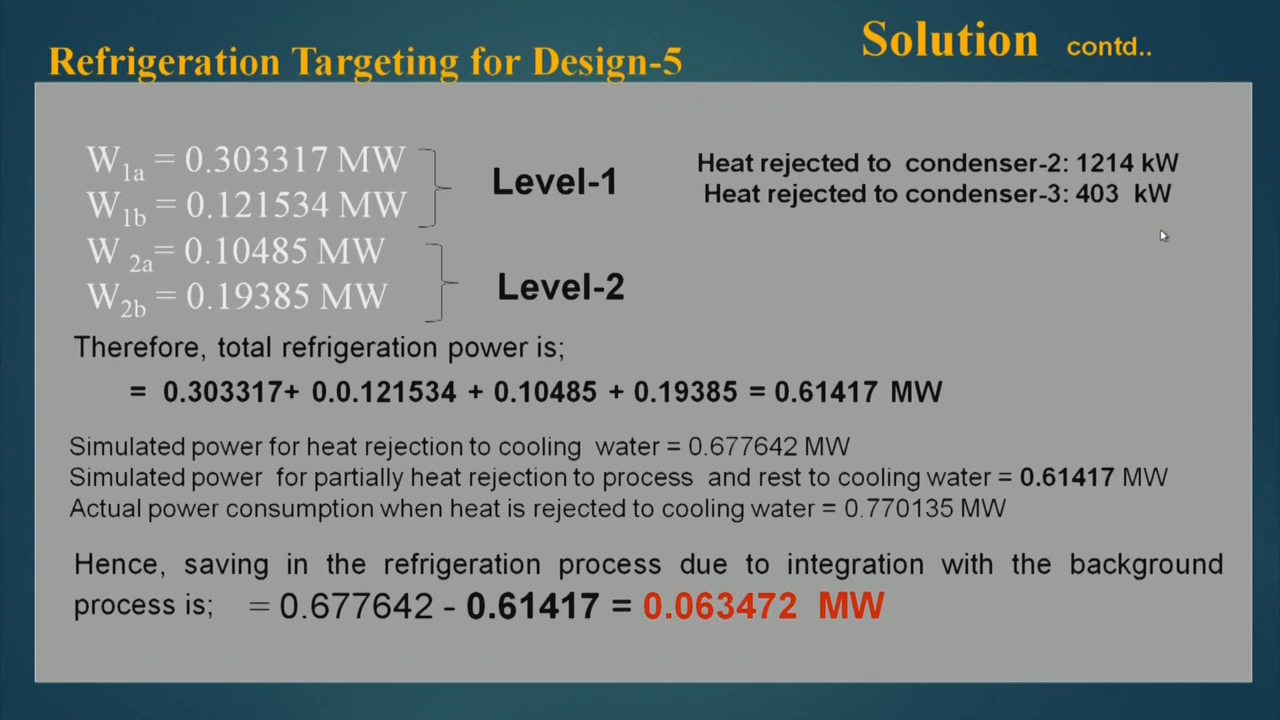 Solution contd..
Refrigeration Targeting for Design-5
W1a = 0.303317 MW
W1b = 0.121534 MW
Level-1
W 2a= 0.10485 MW
W2b = 0.19385 MW
Level-2
Heat rejected to condenser-2: 1214 kW
Heat rejected to condenser-3: 403 kW
Therefore, total refrigeration power is;
= 0.303317+ 0.0.121534 + 0.10485 + 0.19385 = 0.61417 MW
Simulated power for heat rejection to cooling water = 0.677642 MW
Simulated power for partially heat rejection to process and rest to cooling water = 0.61417 MW
Actual power consumption when heat is rejected to cooling water = 0.770135 MW
Hence, saving in the refrigeration process due to integration with the background
process is; = 0.677642 - 0.61417 = 0.063472 MW